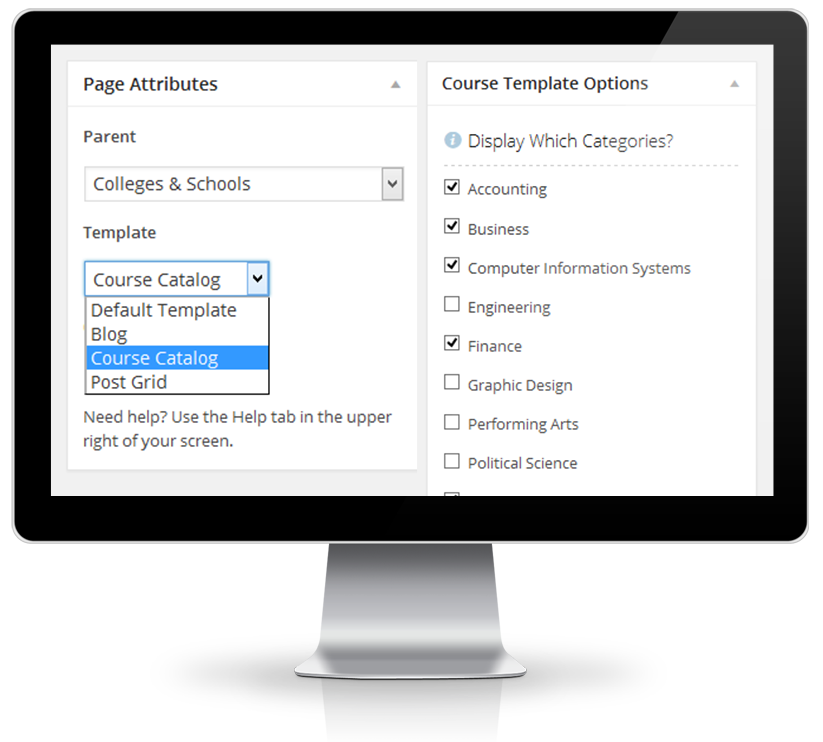 Page Attributes
Parent
Colleges & Schools
Template
Course Catalog
Default Template
Blog
Course Catalog
Post Grid
Need help? Use the Help tab in the upper
right of your screen.
Course Template Options
Display Which Categories?
Accounting
Business
Computer Information Systems
Engineering
Finance
Graphic Design
Performing Arts
Political Science